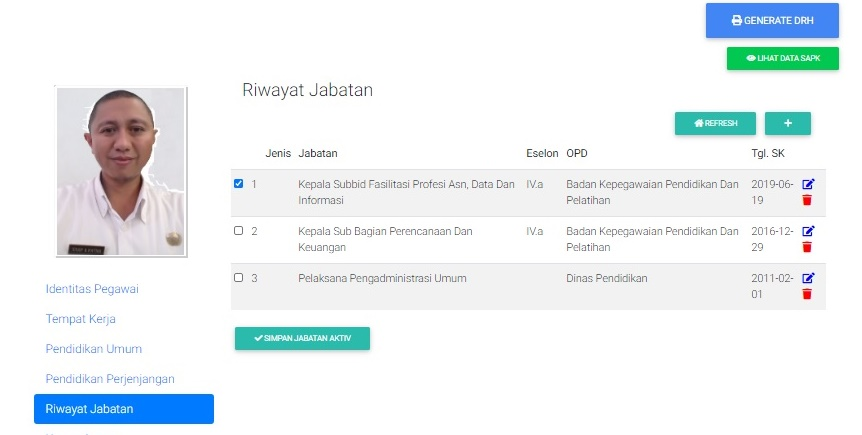 GENERATE DRH
LIHAT DATA SAPK
Riwayat Jabatan
REFRESH +
Jenis Jabatan Eselon OPD Tgl. SK
1 Kepala Subbid Fasilitasi Profesi Asn, Data Dan Informasi IV.a Badan Kepegawaian Pendidikan Dan Pelatihan 2019-06-19
2 Kepala Sub Bagian Perencanaan Dan Keuangan IV.a Badan Kepegawaian Pendidikan Dan Pelatihan 2016-12-29
3 Pelaksana Pengadministrasi Umum Dinas Pendidikan 2011-02-01
SIMPAN JABATAN AKTIV
Identitas Pegawai
Tempat Kerja
Pendidikan Umum
Pendidikan Perjenjangan
Riwayat Jabatan